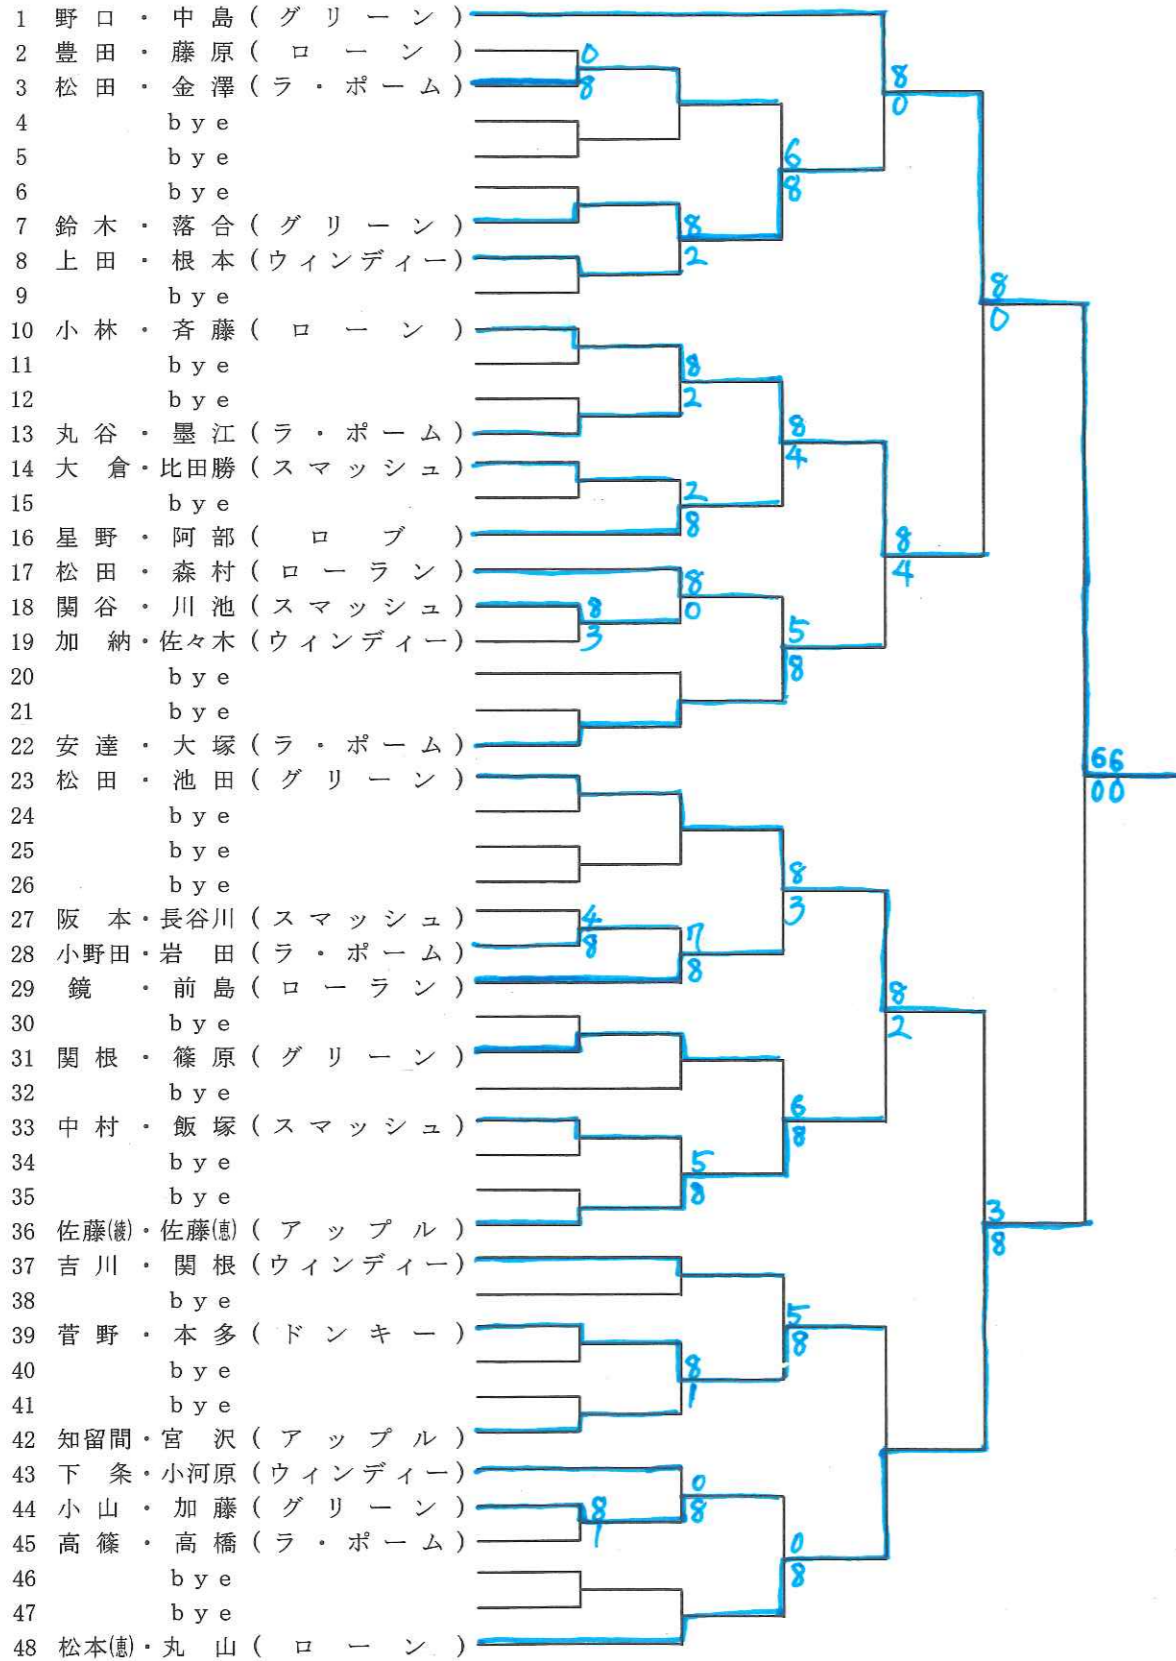 1 野口・中島(グリーン)
2 豊田・藤原(ローン)
3 松田・金澤(ラ・ポーム)
4 bye
5 bye
6 bye
7 鈴木・落合(グリーン)
8 上田・根本(ウィンディー)
9 bye
10 小林・斉藤(ローン)
11 bye
12 bye
13 丸谷・墨江(ラ・ポーム)
14 大倉・比田勝(スマッシュ)
15 bye
16 星野・阿部(ロブ)
17 松田・森村(ローラン)
18 関谷・川池(スマッシュ)
19 加納・佐々木(ウィンディー)
20 bye
21 bye
22 安達・大塚(ラ・ポーム)
23 松田・池田(グリーン)
24 bye
25 bye
26 bye
27 阪本・長谷川(スマッシュ)
28 小野田・岩田(ラ・ポーム)
29 鏡・前島(ローラン)
30 bye
31 関根・篠原(グリーン)
32 bye
33 中村・飯塚(スマッシュ)
34 bye
35 bye
36 佐藤(綾)・佐藤(恵)(アップル)
37 吉川・関根(ウィンディー)
38 bye
39 菅野・本多(ドンキー)
40 bye
41 bye
42 知留間・宮沢(アップル)
43 下条・小河原(ウィンディー)
44 小山・加藤(グリーン)
45 高篠・高橋(ラ・ポーム)
46 bye
47 bye
48 松本(恵)・丸山(ローン)
0
8
8
3
4
8
8
1
8
2
8
2
2
8
8
0
7
8
5
8
8
1
0
8
6
8
8
4
5
8
8
3
6
8
5
8
0
8
8
0
8
4
8
2
8
0
3
8
66
00